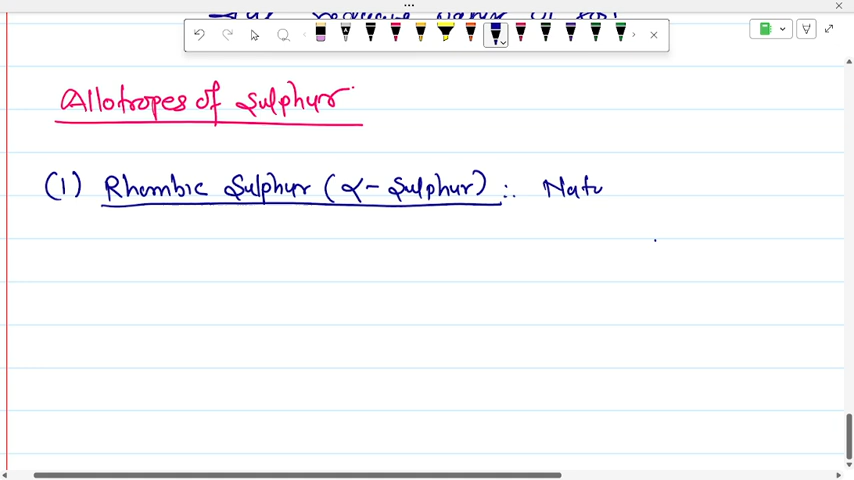 Allotropes of Sulphur
(1) Rhombic Sulphur (α- Sulphur) :. Natu